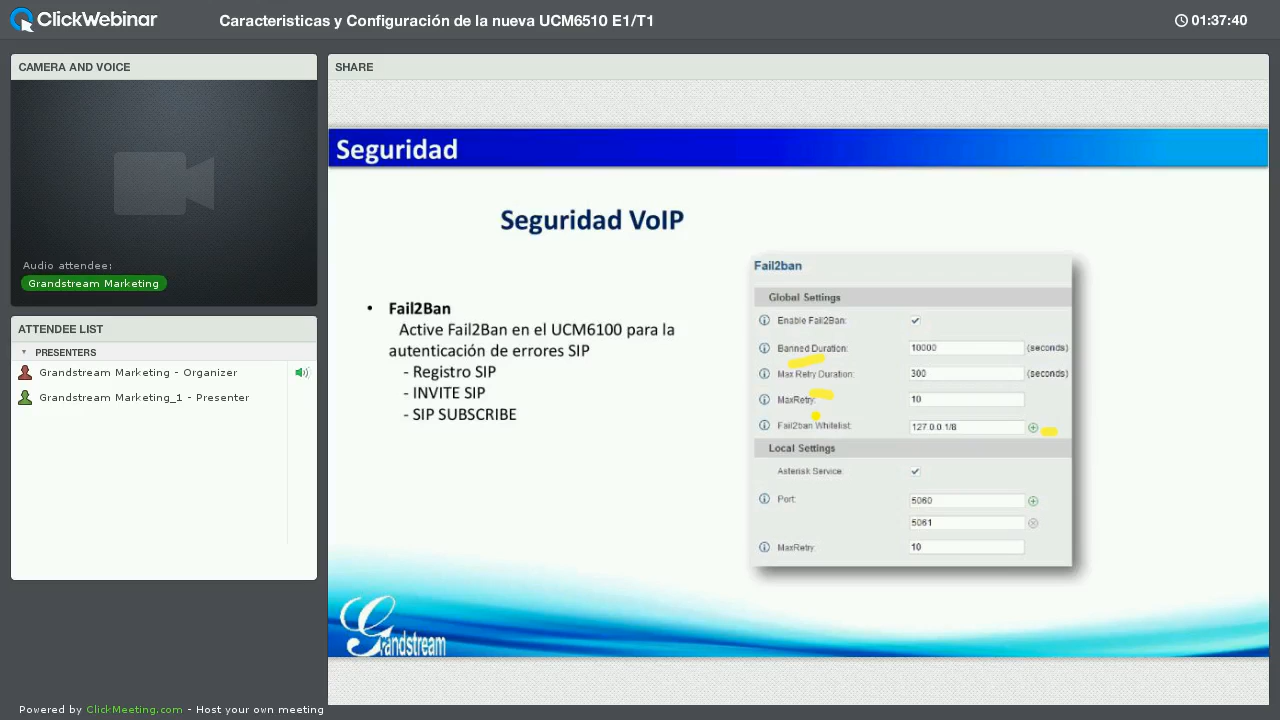 ClickWebinar
Caracteristicas y Configuración de la nueva UCM6510 E1/T1
01:37:40
CAMERA AND VOICE
Audio attendee:
Grandstream Marketing
ATTENDEE LIST
PRESENTERS
Grandstream Marketing - Organizer
Grandstream Marketing_1 - Presenter
Powered by ClickMeeting.com - Host your own meeting
SHARE
Seguridad
Seguridad VoIP
• Fail2Ban
Active Fail2Ban en el UCM6100 para la
autenticación de errores SIP
- Registro SIP
- INVITE SIP
- SIP SUBSCRIBE
Fail2ban
Global Settings
Enable Fail2Ban:
Banned Duration: 10000 (seconds)
Max Retry Duration: 300 (seconds)
MaxRetry: 10
Fail2ban Whitelist: 127.0.0.1/8
Local Settings
Asterisk Service:
Port: 5060
5061
MaxRetry: 10
Grandstream